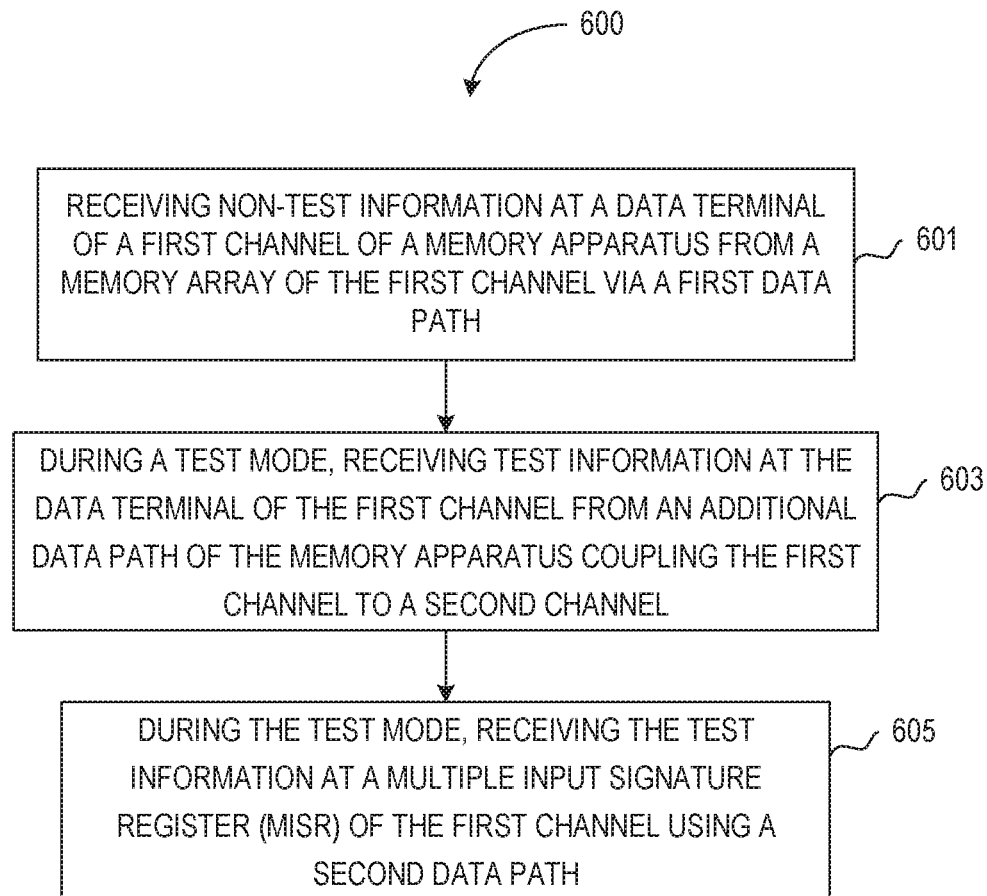 600
RECEIVING NON-TEST INFORMATION AT A DATA TERMINAL
OF A FIRST CHANNEL OF A MEMORY APPARATUS FROM A
MEMORY ARRAY OF THE FIRST CHANNEL VIA A FIRST DATA
PATH
601
DURING A TEST MODE, RECEIVING TEST INFORMATION AT THE
DATA TERMINAL OF THE FIRST CHANNEL FROM AN ADDITIONAL
DATA PATH OF THE MEMORY APPARATUS COUPLING THE FIRST
CHANNEL TO A SECOND CHANNEL
603
DURING THE TEST MODE, RECEIVING THE TEST
INFORMATION AT A MULTIPLE INPUT SIGNATURE
REGISTER (MISR) OF THE FIRST CHANNEL USING A
SECOND DATA PATH
605